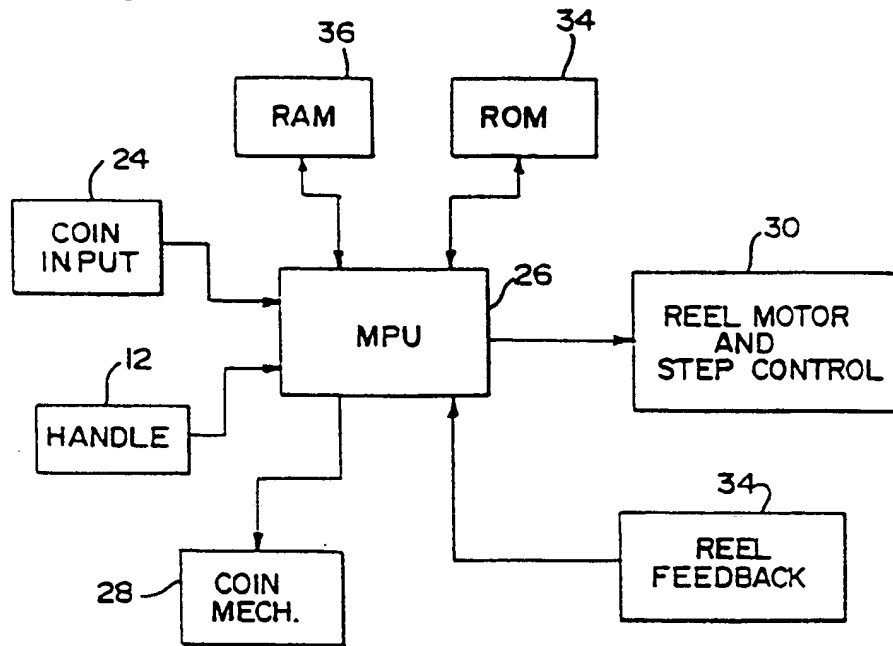 36
34
RAM
ROM
24
COIN
INPUT
30
26
MPU
REEL MOTOR
AND
STEP CONTROL
12
HANDLE
34
REEL
FEEDBACK
28
COIN
MECH.